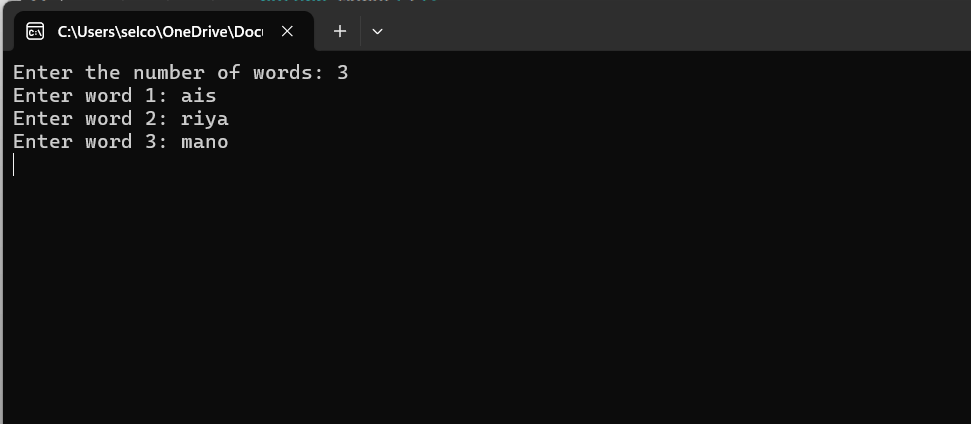 C:\Users\selco\OneDrive\Doc
Enter the number of words: 3
Enter word 1: ais
Enter word 2: riya
Enter word 3: mano